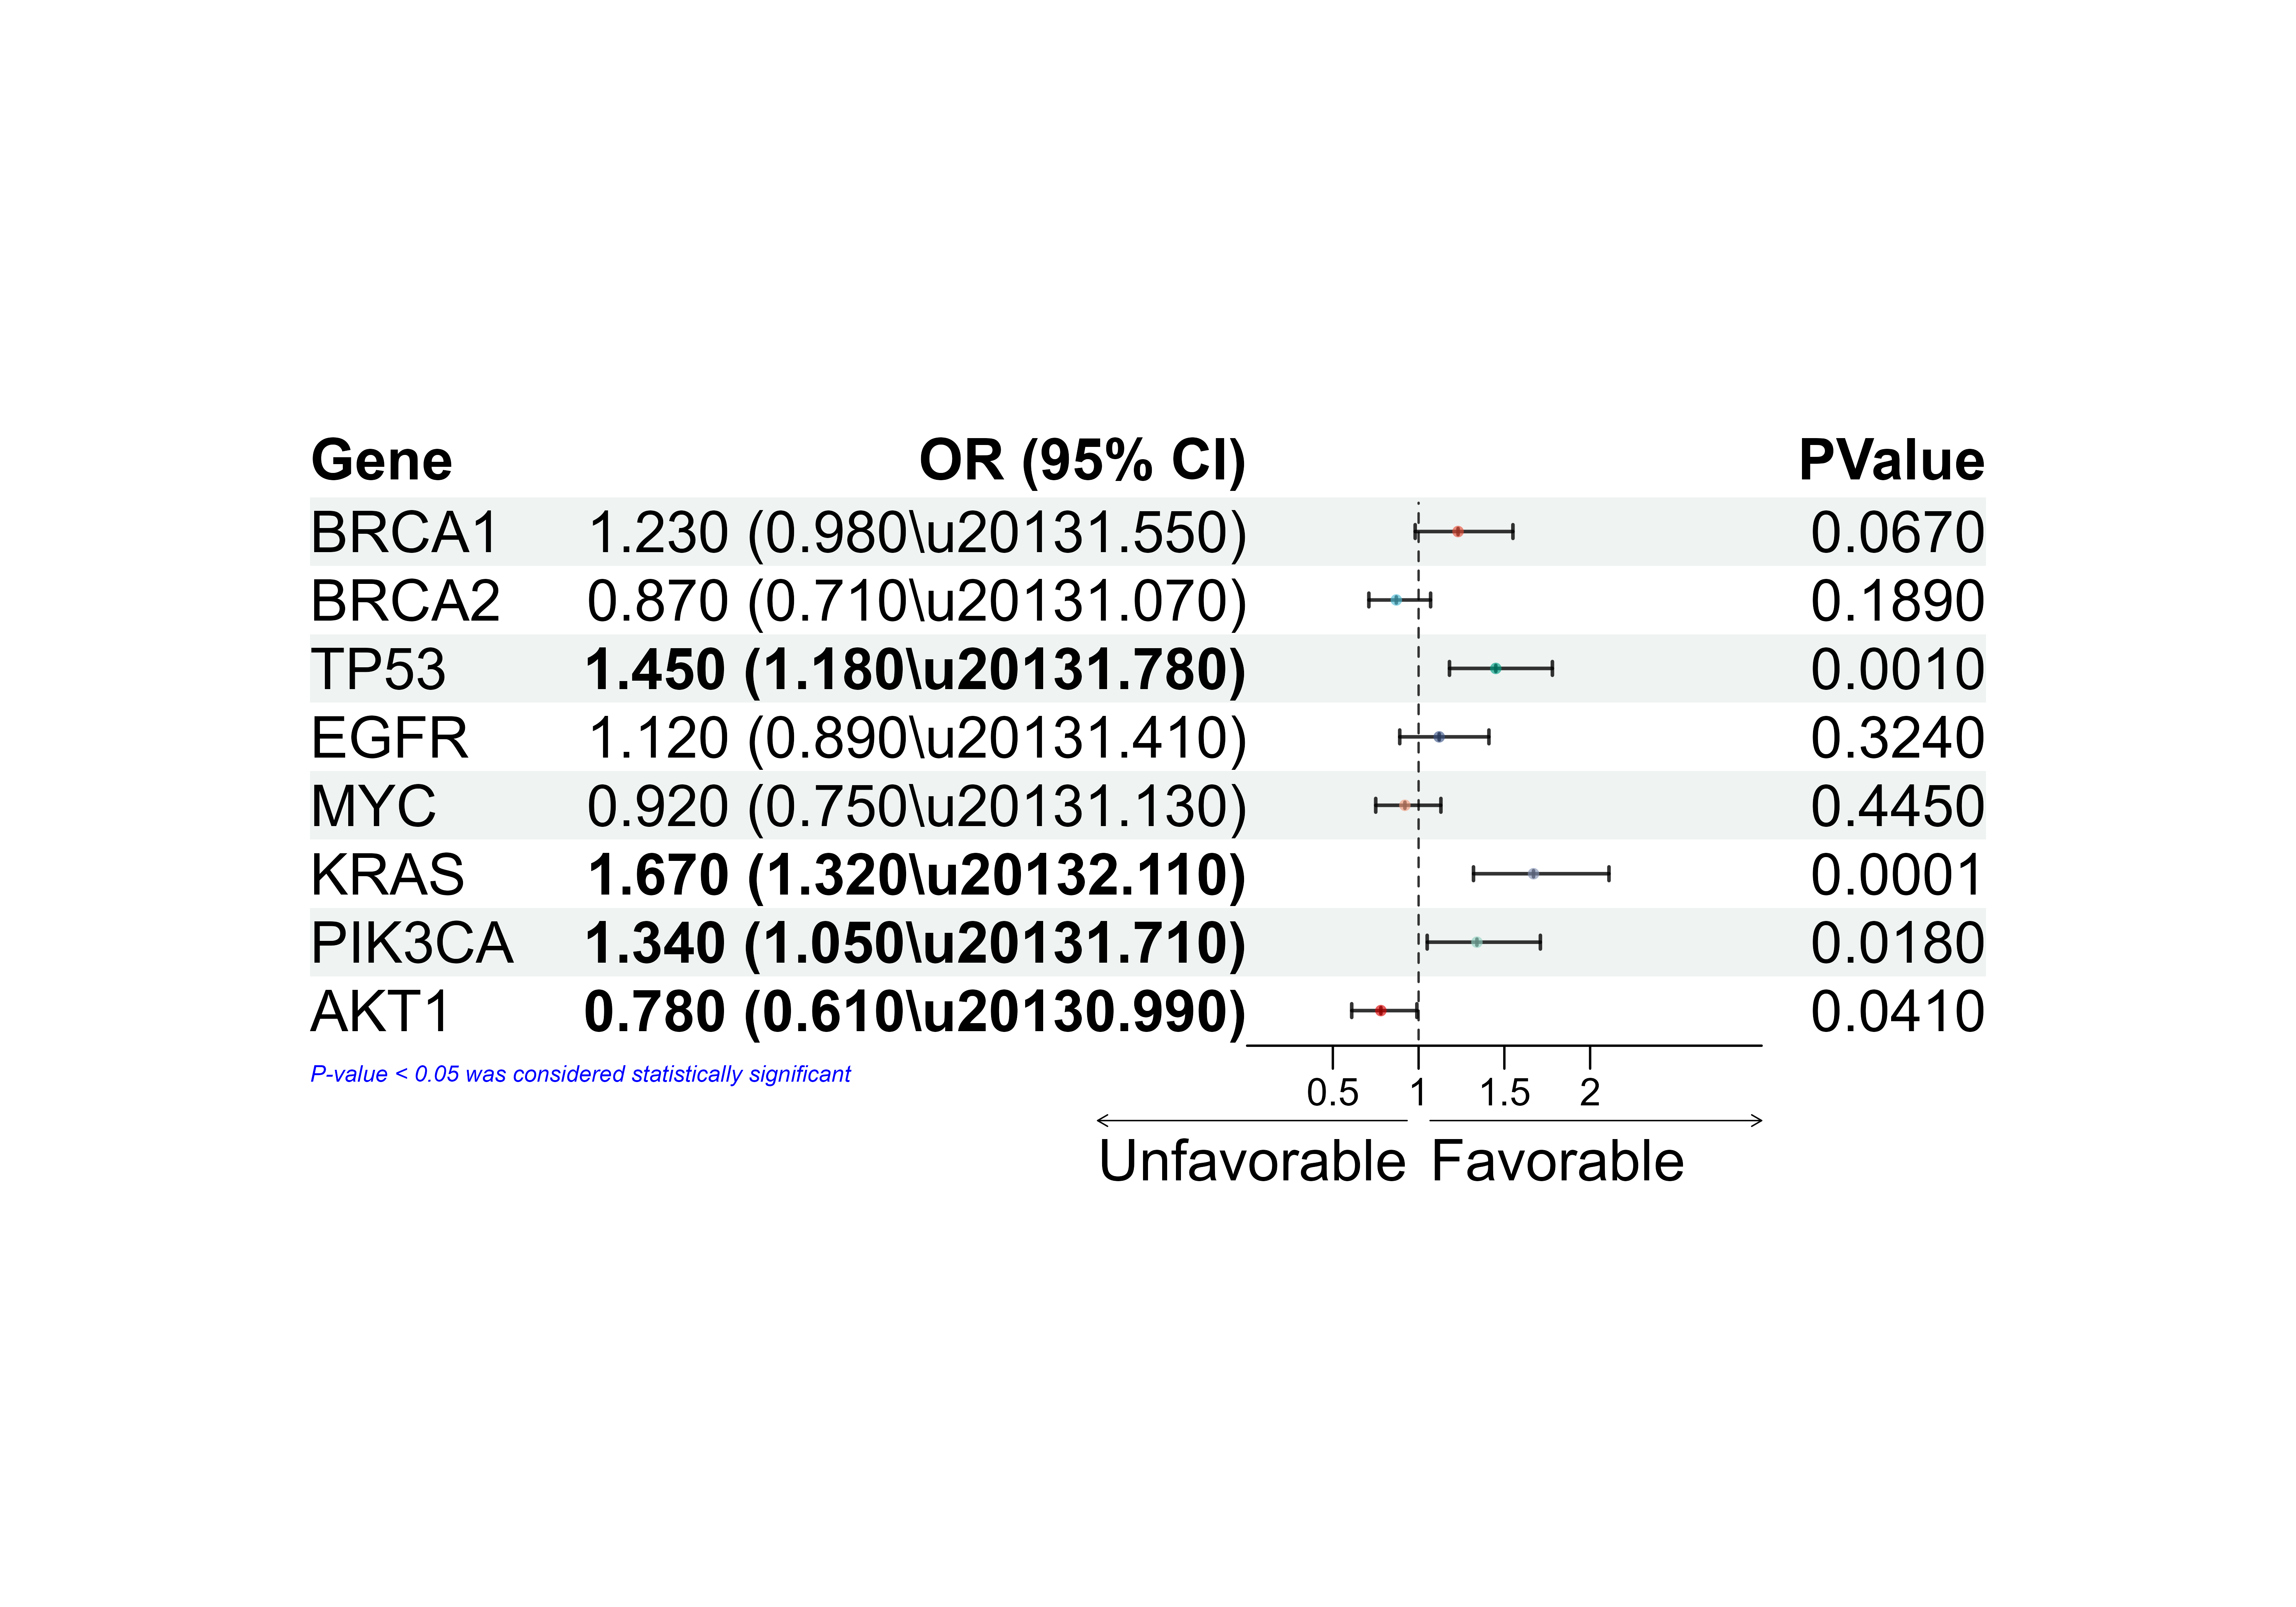 Gene OR (95% CI) PValue
BRCA1 1.230 (0.980\u20131.550) 0.0670
BRCA2 0.870 (0.710\u20131.070) 0.1890
TP53 1.450 (1.180\u20131.780) 0.0010
EGFR 1.120 (0.890\u20131.410) 0.3240
MYC 0.920 (0.750\u20131.130) 0.4450
KRAS 1.670 (1.320\u20132.110) 0.0001
PIK3CA 1.340 (1.050\u20131.710) 0.0180
AKT1 0.780 (0.610\u20130.990) 0.0410
P-value < 0.05 was considered statistically significant
0.5 1 1.5 2
Unfavorable Favorable